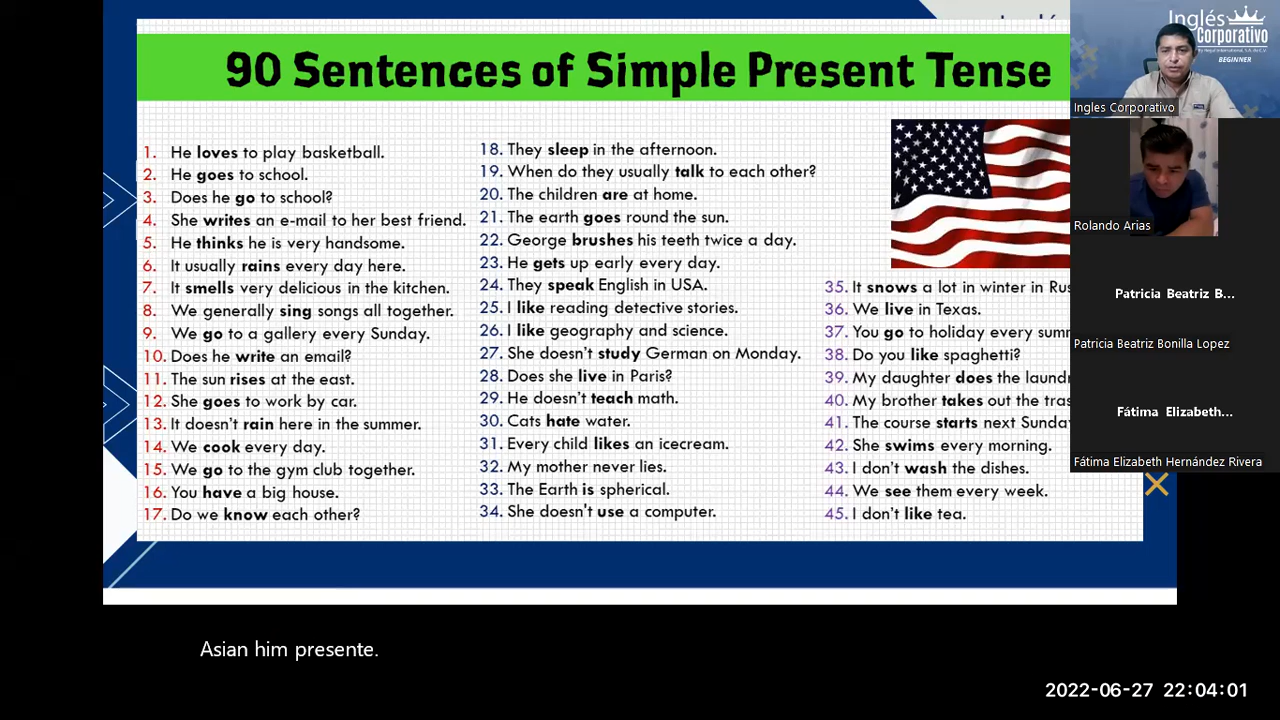 90 Sentences of Simple Present Tense
1. He loves to play basketball.
2. He goes to school.
3. Does he go to school?
4. She writes an e-mail to her best friend.
5. He thinks he is very handsome.
6. It usually rains every day here.
7. It smells very delicious in the kitchen.
8. We generally sing songs all together.
9. We go to a gallery every Sunday.
10. Does he write an email?
11. The sun rises at the east.
12. She goes to work by car.
13. It doesn't rain here in the summer.
14. We cook every day.
15. We go to the gym club together.
16. You have a big house.
17. Do we know each other?
18. They sleep in the afternoon.
19. When do they usually talk to each other?
20. The children are at home.
21. The earth goes round the sun.
22. George brushes his teeth twice a day.
23. He gets up early every day.
24. They speak English in USA.
25. I like reading detective stories.
26. I like geography and science.
27. She doesn't study German on Monday.
28. Does she live in Paris?
29. He doesn't teach math.
30. Cats hate water.
31. Every child likes an icecream.
32. My mother never lies.
33. The Earth is spherical.
34. She doesn't use a computer.
35. It snows a lot in winter in Rus
36. We live in Texas.
37. You go to holiday every summ
38. Do you like spaghetti?
39. My daughter does the laund
40. My brother takes out the tras
41. The course starts next Sunday
42. She swims every morning.
43. I don't wash the dishes.
44. We see them every week.
45. I don't like tea.
Inglés
Corporativo
BEGINNER
Ingles Corporativo
Rolando Arias
Patricia Beatriz B...
Patricia Beatriz Bonilla Lopez
Fátima Elizabeth...
Fátima Elizabeth Hernández Rivera
Asian him presente.
2022-06-27 22:04:01